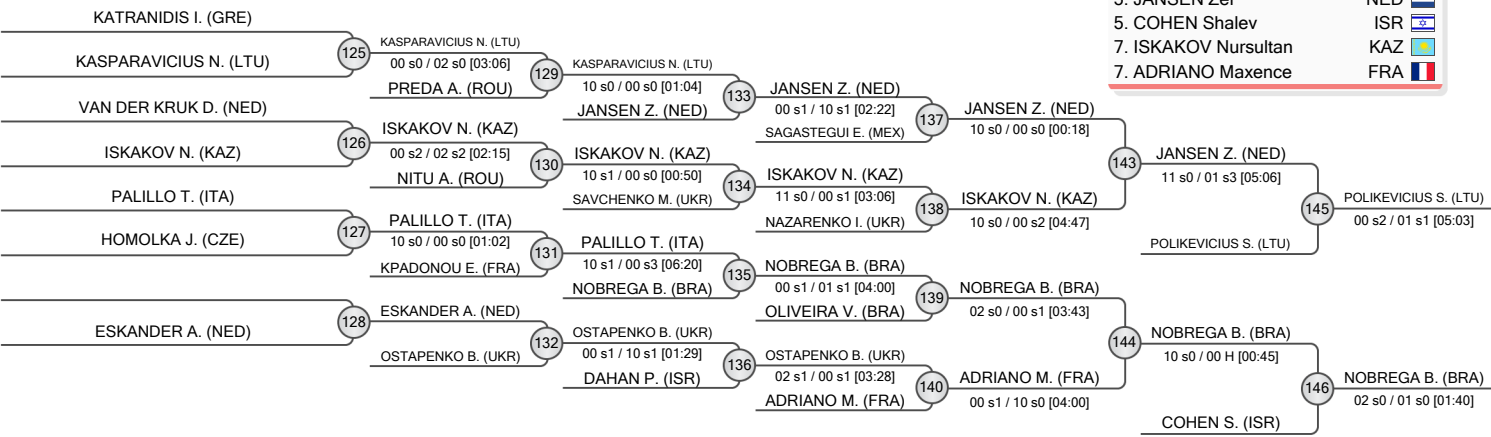 5. JANSEN Zef NED
5. COHEN Shalev ISR
7. ISKAKOV Nursultan KAZ
7. ADRIANO Maxence FRA
KATRANIDIS I. (GRE)
125
KASPARAVICIUS N. (LTU)
VAN DER KRUK D. (NED)
126
ISKAKOV N. (KAZ)
PALILLO T. (ITA)
127
HOMOLKA J. (CZE)
128
ESKANDER A. (NED)
KASPARAVICIUS N. (LTU)
00 s0 / 02 s0 [03:06]
129
PREDA A. (ROU)
ISKAKOV N. (KAZ)
00 s2 / 02 s2 [02:15]
130
NITU A. (ROU)
PALILLO T. (ITA)
10 s0 / 00 s0 [01:02]
131
KPADONOU E. (FRA)
ESKANDER A. (NED)
132
OSTAPENKO B. (UKR)
KASPARAVICIUS N. (LTU)
10 s0 / 00 s0 [01:04]
133
JANSEN Z. (NED)
ISKAKOV N. (KAZ)
10 s1 / 00 s0 [00:50]
134
SAVCHENKO M. (UKR)
PALILLO T. (ITA)
10 s1 / 00 s3 [06:20]
135
NOBREGA B. (BRA)
OSTAPENKO B. (UKR)
00 s1 / 10 s1 [01:29]
136
DAHAN P. (ISR)
JANSEN Z. (NED)
00 s1 / 10 s1 [02:22]
137
SAGASTEGUI E. (MEX)
ISKAKOV N. (KAZ)
11 s0 / 00 s1 [03:06]
138
NAZARENKO I. (UKR)
NOBREGA B. (BRA)
00 s1 / 01 s1 [04:00]
139
OLIVEIRA V. (BRA)
OSTAPENKO B. (UKR)
02 s1 / 00 s1 [03:28]
140
ADRIANO M. (FRA)
JANSEN Z. (NED)
10 s0 / 00 s0 [00:18]
143
ISKAKOV N. (KAZ)
10 s0 / 00 s2 [04:47]
NOBREGA B. (BRA)
02 s0 / 00 s1 [03:43]
144
ADRIANO M. (FRA)
00 s1 / 10 s0 [04:00]
JANSEN Z. (NED)
11 s0 / 01 s3 [05:06]
145
POLIKEVICIUS S. (LTU)
NOBREGA B. (BRA)
10 s0 / 00 H [00:45]
146
COHEN S. (ISR)
POLIKEVICIUS S. (LTU)
00 s2 / 01 s1 [05:03]
NOBREGA B. (BRA)
02 s0 / 01 s0 [01:40]